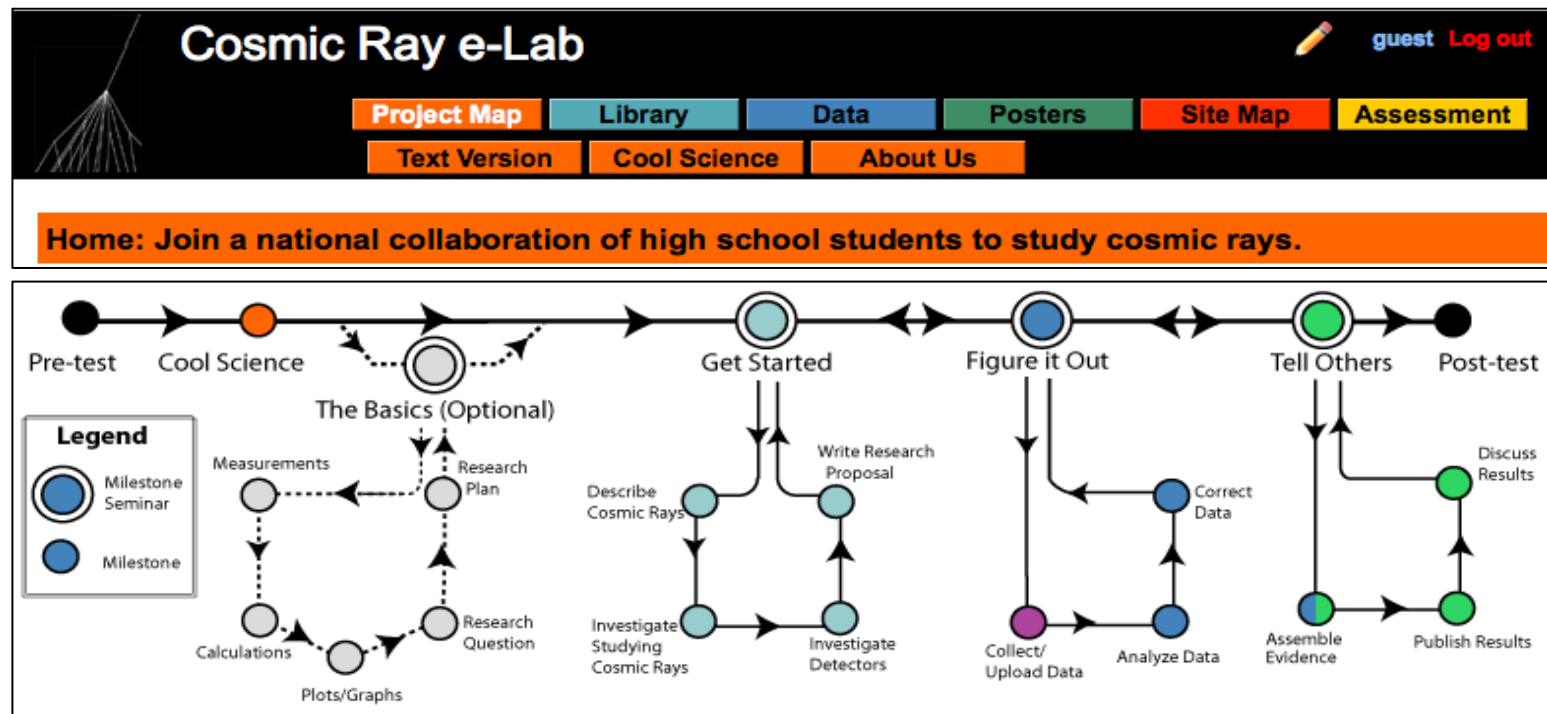 Cosmic Ray e-Lab
guest Log out
Project Map
Library
Data
Posters
Site Map
Assessment
Text Version
Cool Science
About Us
Home: Join a national collaboration of high school students to study cosmic rays.
Pre-test
Cool Science
The Basics (Optional)
Get Started
Figure it Out
Tell Others
Post-test
Legend
Milestone
Seminar
Milestone
Measurements
Research
Plan
Calculations
Plots/Graphs
Research
Question
Describe
Cosmic Rays
Write Research
Proposal
Investigate
Studying
Cosmic Rays
Investigate
Detectors
Correct
Data
Collect/
Upload Data
Analyze Data
Discuss
Results
Assemble
Evidence
Publish Results